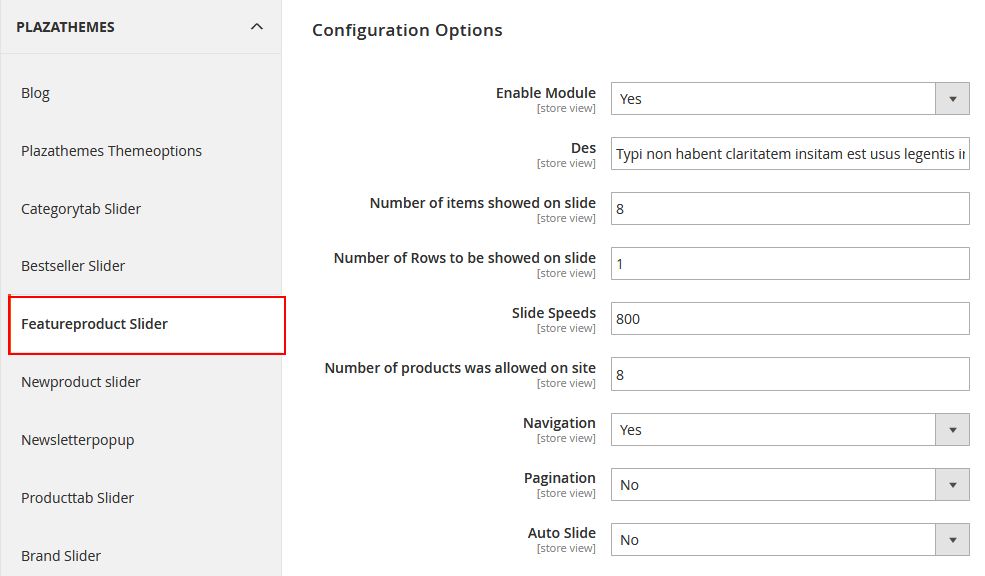 PLAZATHEMES
Blog
Plazathemes Themeoptions
Categorytab Slider
Bestseller Slider
Featureproduct Slider
Newproduct slider
Newsletterpopup
Producttab Slider
Brand Slider
Configuration Options
Enable Module
[store view]
Yes
Des
[store view]
Typi non habent claritatem insitam est usus legentis
Number of items showed on slide
[store view]
8
Number of Rows to be showed on slide
[store view]
1
Slide Speeds
[store view]
800
Number of products was allowed on site
[store view]
8
Navigation
[store view]
Yes
Pagination
[store view]
No
Auto Slide
[store view]
No